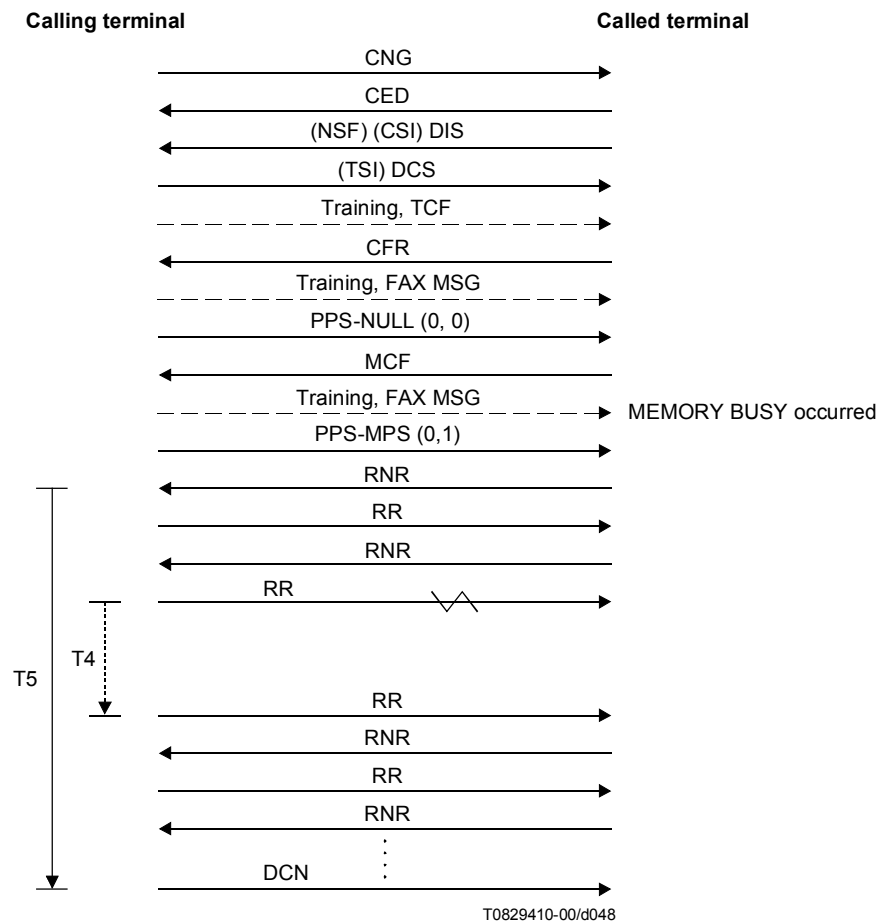 Calling terminal
Called terminal
CNG
CED
(NSF) (CSI) DIS
(TSI) DCS
Training, TCF
CFR
Training, FAX MSG
PPS-NULL (0, 0)
MCF
Training, FAX MSG
MEMORY BUSY occurred
PPS-MPS (0,1)
RNR
RR
RNR
RR
T4
T5
RR
RNR
RR
RNR
DCN
T0829410-00/d048